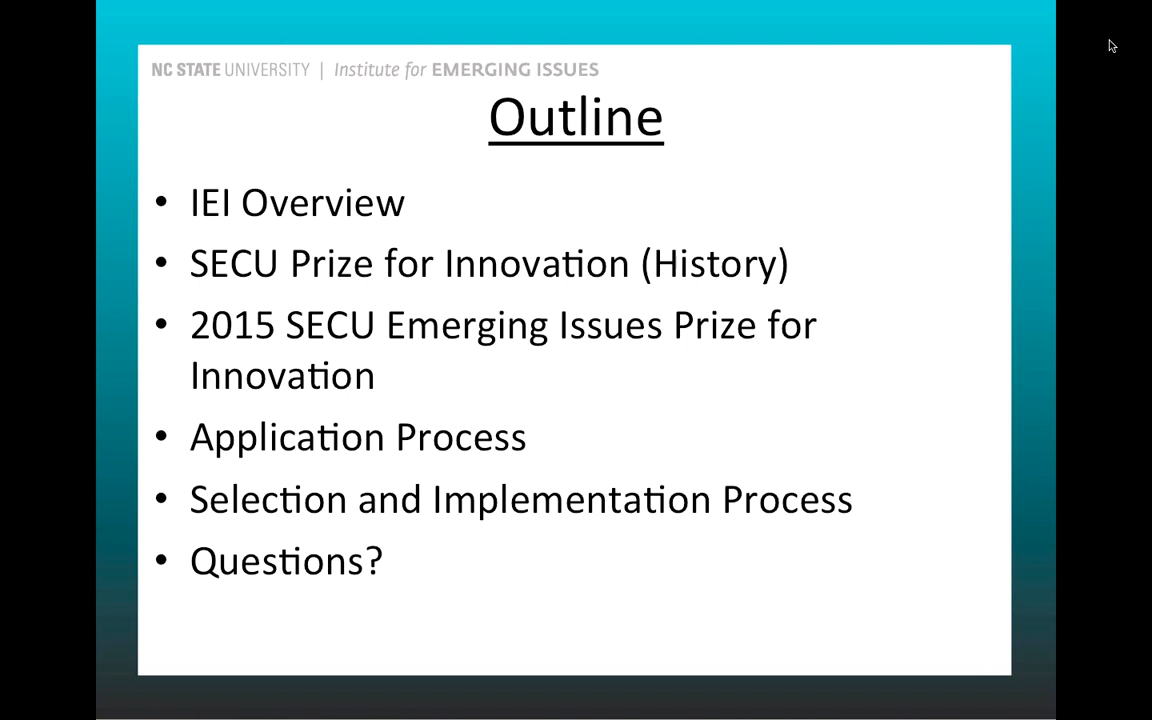 NC STATE UNIVERSITY | Institute for EMERGING ISSUES
Outline
• IEI Overview
• SECU Prize for Innovation (History)
• 2015 SECU Emerging Issues Prize for
Innovation
• Application Process
• Selection and Implementation Process
• Questions?